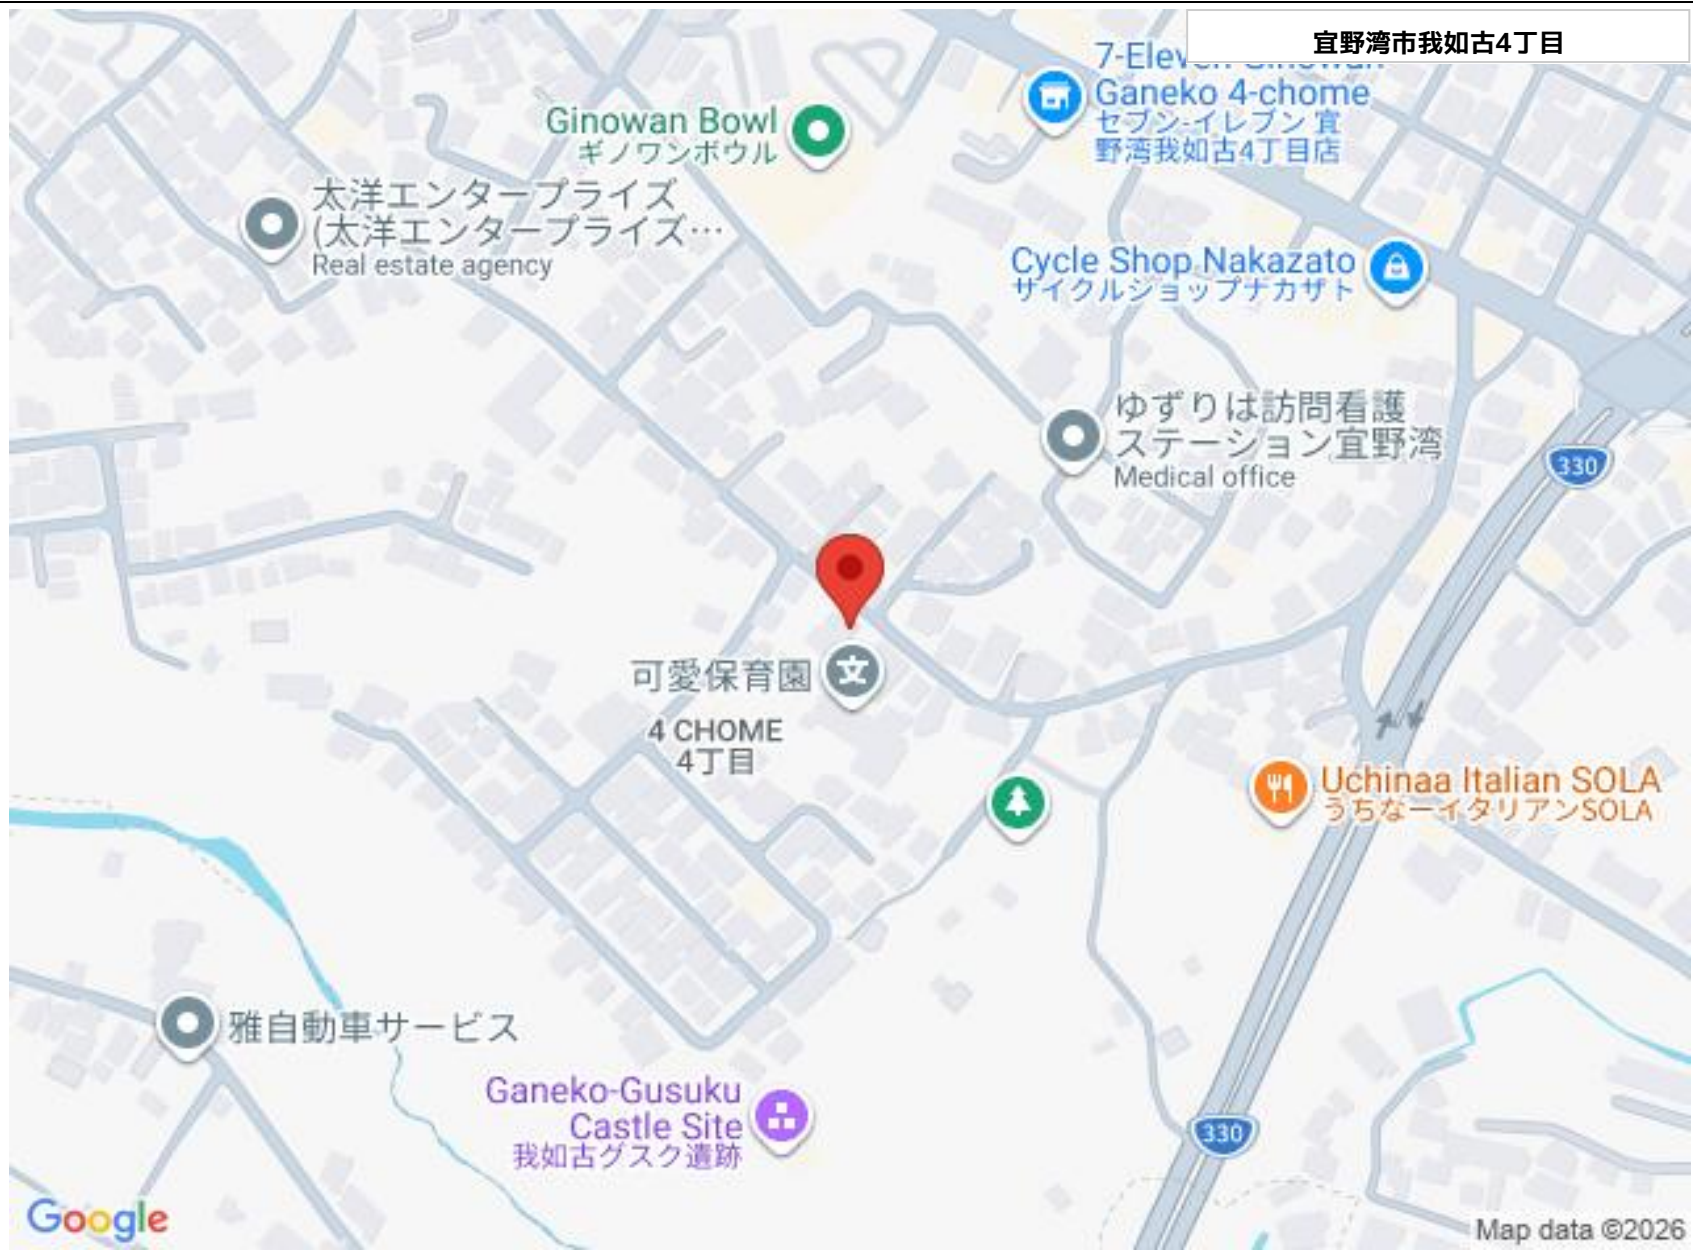 宜野湾市我如古4丁目
7-Eleven Ginowan
Ganeko 4-chome
セブン-イレブン 宜
野湾我如古4丁目店
Ginowan Bowl
ギノワンボウル
太洋エンタープライズ
(太洋エンタープライズ…
Real estate agency
Cycle Shop Nakazato
サイクルショップナカザト
ゆずりは訪問看護
ステーション宜野湾
Medical office
330
可愛保育園
文
4 CHOME
4丁目
Uchinaa Italian SOLA
うちなーイタリアンSOLA
雅自動車サービス
Ganeko-Gusuku
Castle Site
我如古グスク遺跡
330
Google
Map data ©2026